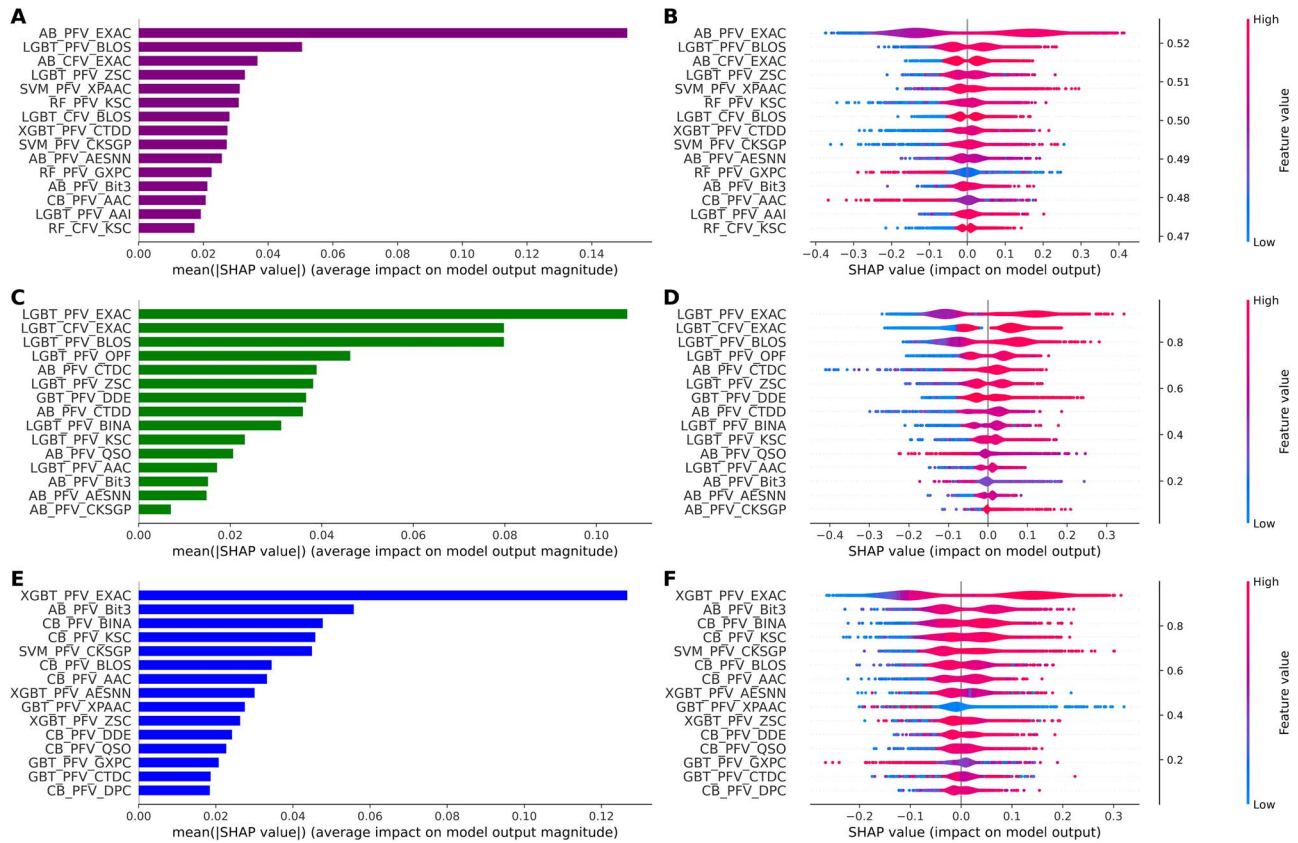 A
AB_PFV_EXAC
LGBT_PFV_BLOS
AB_CFV_EXAC
LGBT_PFV_ZSC
SVM_PFV_XPAAC
RF_PFV_KSC
LGBT_CFV_BLOS
XGBT_PFV_CTDD
SVM_PFV_CKSGP
AB_PFV_AESNN
RF_PFV_GXPC
AB_PFV_Bit3
CB_PFV_AAC
LGBT_PFV_AAI
RF_CFV_KSC
0.00 0.02 0.04 0.06 0.08 0.10 0.12 0.14
mean(|SHAP value|) (average impact on model output magnitude)
B
AB_PFV_EXAC
LGBT_PFV_BLOS
AB_CFV_EXAC
LGBT_PFV_ZSC
SVM_PFV_XPAAC
RF_PFV_KSC
LGBT_CFV_BLOS
XGBT_PFV_CTDD
SVM_PFV_CKSGP
AB_PFV_AESNN
RF_PFV_GXPC
AB_PFV_Bit3
CB_PFV_AAC
LGBT_PFV_AAI
RF_CFV_KSC
−0.4 −0.3 −0.2 −0.1 0.0 0.1 0.2 0.3 0.4
SHAP value (impact on model output)
0.52
0.51
0.50
0.49
0.48
0.47
High
Feature value
Low
C
LGBT_PFV_EXAC
LGBT_CFV_EXAC
LGBT_PFV_BLOS
LGBT_PFV_OPF
AB_PFV_CTDC
LGBT_PFV_ZSC
GBT_PFV_DDE
AB_PFV_CTDD
LGBT_PFV_BINA
LGBT_PFV_KSC
AB_PFV_QSO
LGBT_PFV_AAC
AB_PFV_Bit3
AB_PFV_AESNN
AB_PFV_CKSGP
0.00 0.02 0.04 0.06 0.08 0.10
mean(|SHAP value|) (average impact on model output magnitude)
D
LGBT_PFV_EXAC
LGBT_CFV_EXAC
LGBT_PFV_BLOS
LGBT_PFV_OPF
AB_PFV_CTDC
LGBT_PFV_ZSC
GBT_PFV_DDE
AB_PFV_CTDD
LGBT_PFV_BINA
LGBT_PFV_KSC
AB_PFV_QSO
LGBT_PFV_AAC
AB_PFV_Bit3
AB_PFV_AESNN
AB_PFV_CKSGP
−0.4 −0.3 −0.2 −0.1 0.0 0.1 0.2 0.3
SHAP value (impact on model output)
0.8
0.6
0.4
0.2
High
Feature value
Low
E
XGBT_PFV_EXAC
AB_PFV_Bit3
CB_PFV_BINA
CB_PFV_KSC
SVM_PFV_CKSGP
CB_PFV_BLOS
CB_PFV_AAC
XGBT_PFV_AESNN
GBT_PFV_XPAAC
XGBT_PFV_ZSC
CB_PFV_DDE
CB_PFV_QSO
GBT_PFV_GXPC
GBT_PFV_CTDC
CB_PFV_DPC
0.00 0.02 0.04 0.06 0.08 0.10 0.12
mean(|SHAP value|) (average impact on model output magnitude)
F
XGBT_PFV_EXAC
AB_PFV_Bit3
CB_PFV_BINA
CB_PFV_KSC
SVM_PFV_CKSGP
CB_PFV_BLOS
CB_PFV_AAC
XGBT_PFV_AESNN
GBT_PFV_XPAAC
XGBT_PFV_ZSC
CB_PFV_DDE
CB_PFV_QSO
GBT_PFV_GXPC
GBT_PFV_CTDC
CB_PFV_DPC
−0.2 −0.1 0.0 0.1 0.2 0.3
SHAP value (impact on model output)
0.8
0.6
0.4
0.2
High
Feature value
Low